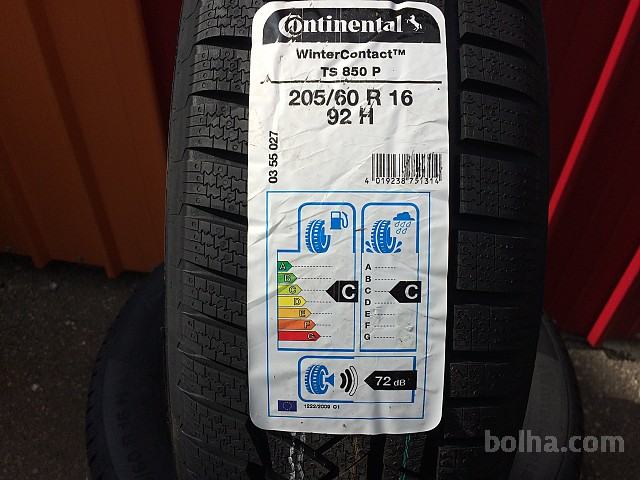 Continental
WinterContact™
TS 850 P
205/60 R 16
92 H
03 55 027
4 019238 751314
A
B
C
D
E
F
G
C
A
B
C
D
E
F
G
C
72 dB
1222/2009 C1
bolha.com